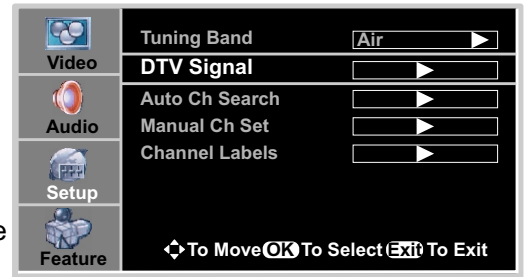 Video
Audio
Setup
Feature
Tuning Band Air
DTV Signal
Auto Ch Search
Manual Ch Set
Channel Labels
To Move OK To Select Exit To Exit
e